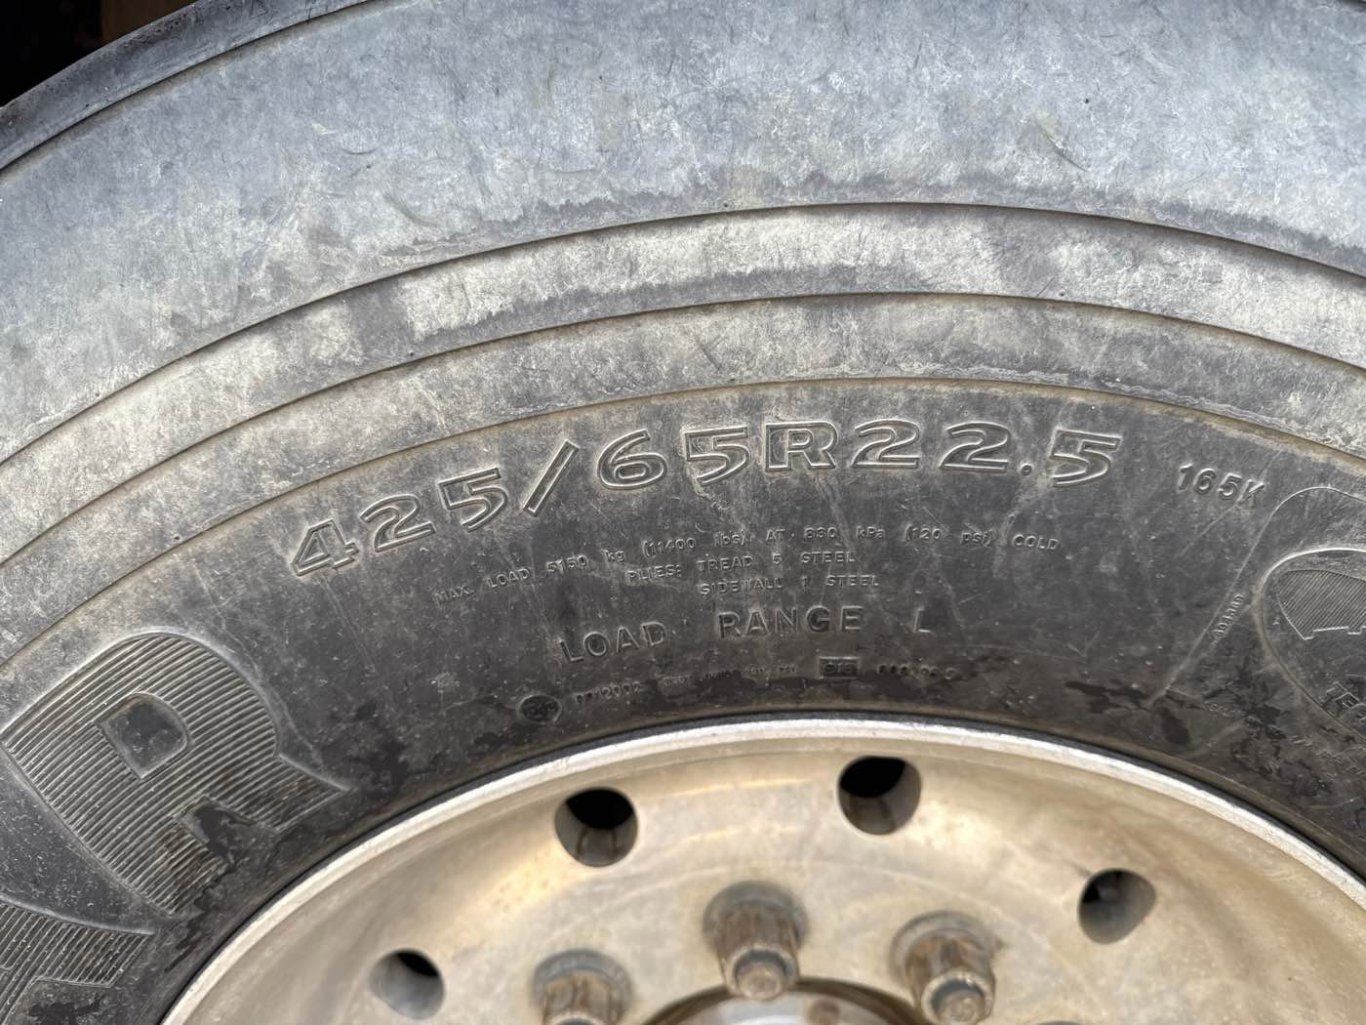 425/65R22.5
165K
MAX. LOAD 5150 kg (11400 lbs). AT 830 kPa (120 psi) COLD
PLIES: TREAD 5 STEEL
SIDEWALL 1 STEEL
LOAD RANGE L
R